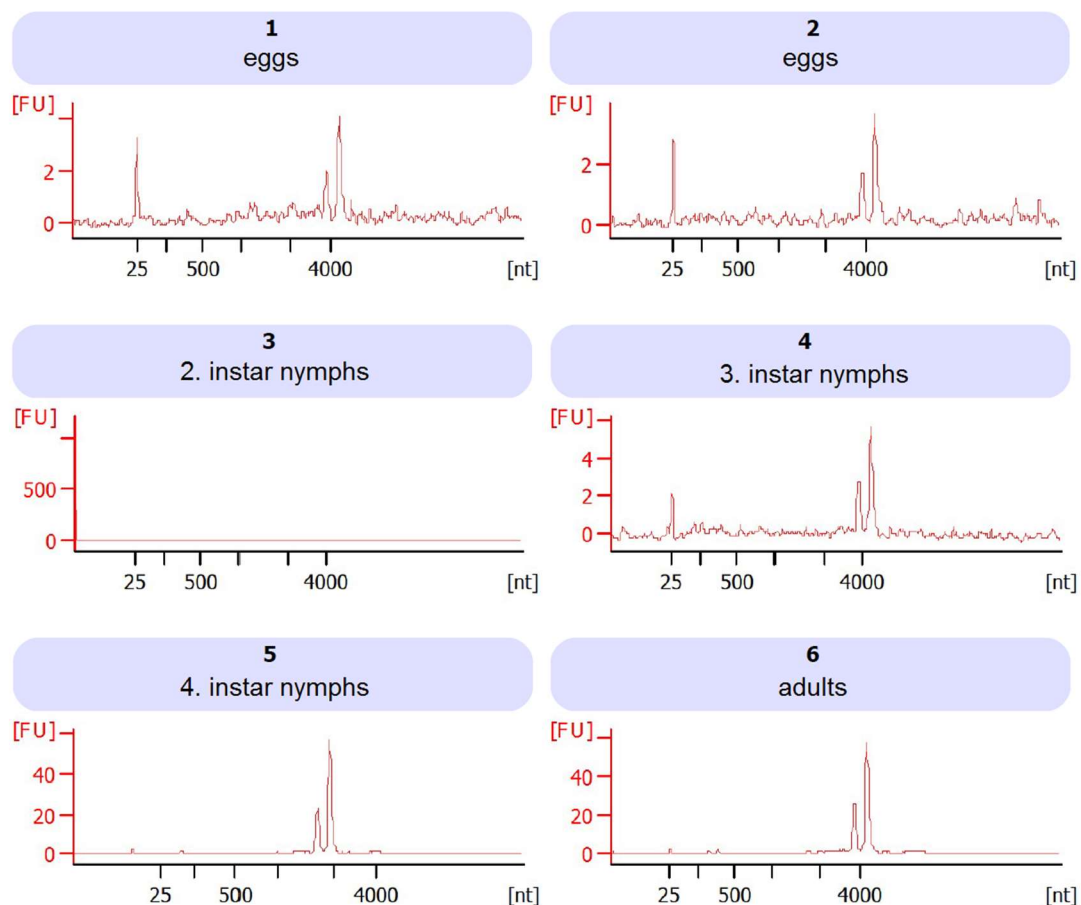 1
eggs
[FU]
2
0
25 500 4000 [nt]
2
eggs
[FU]
2
0
25 500 4000 [nt]
3
2. instar nymphs
[FU]
500
0
25 500 4000 [nt]
4
3. instar nymphs
[FU]
4
2
0
25 500 4000 [nt]
5
4. instar nymphs
[FU]
40
20
0
25 500 4000 [nt]
6
adults
[FU]
40
20
0
25 500 4000 [nt]